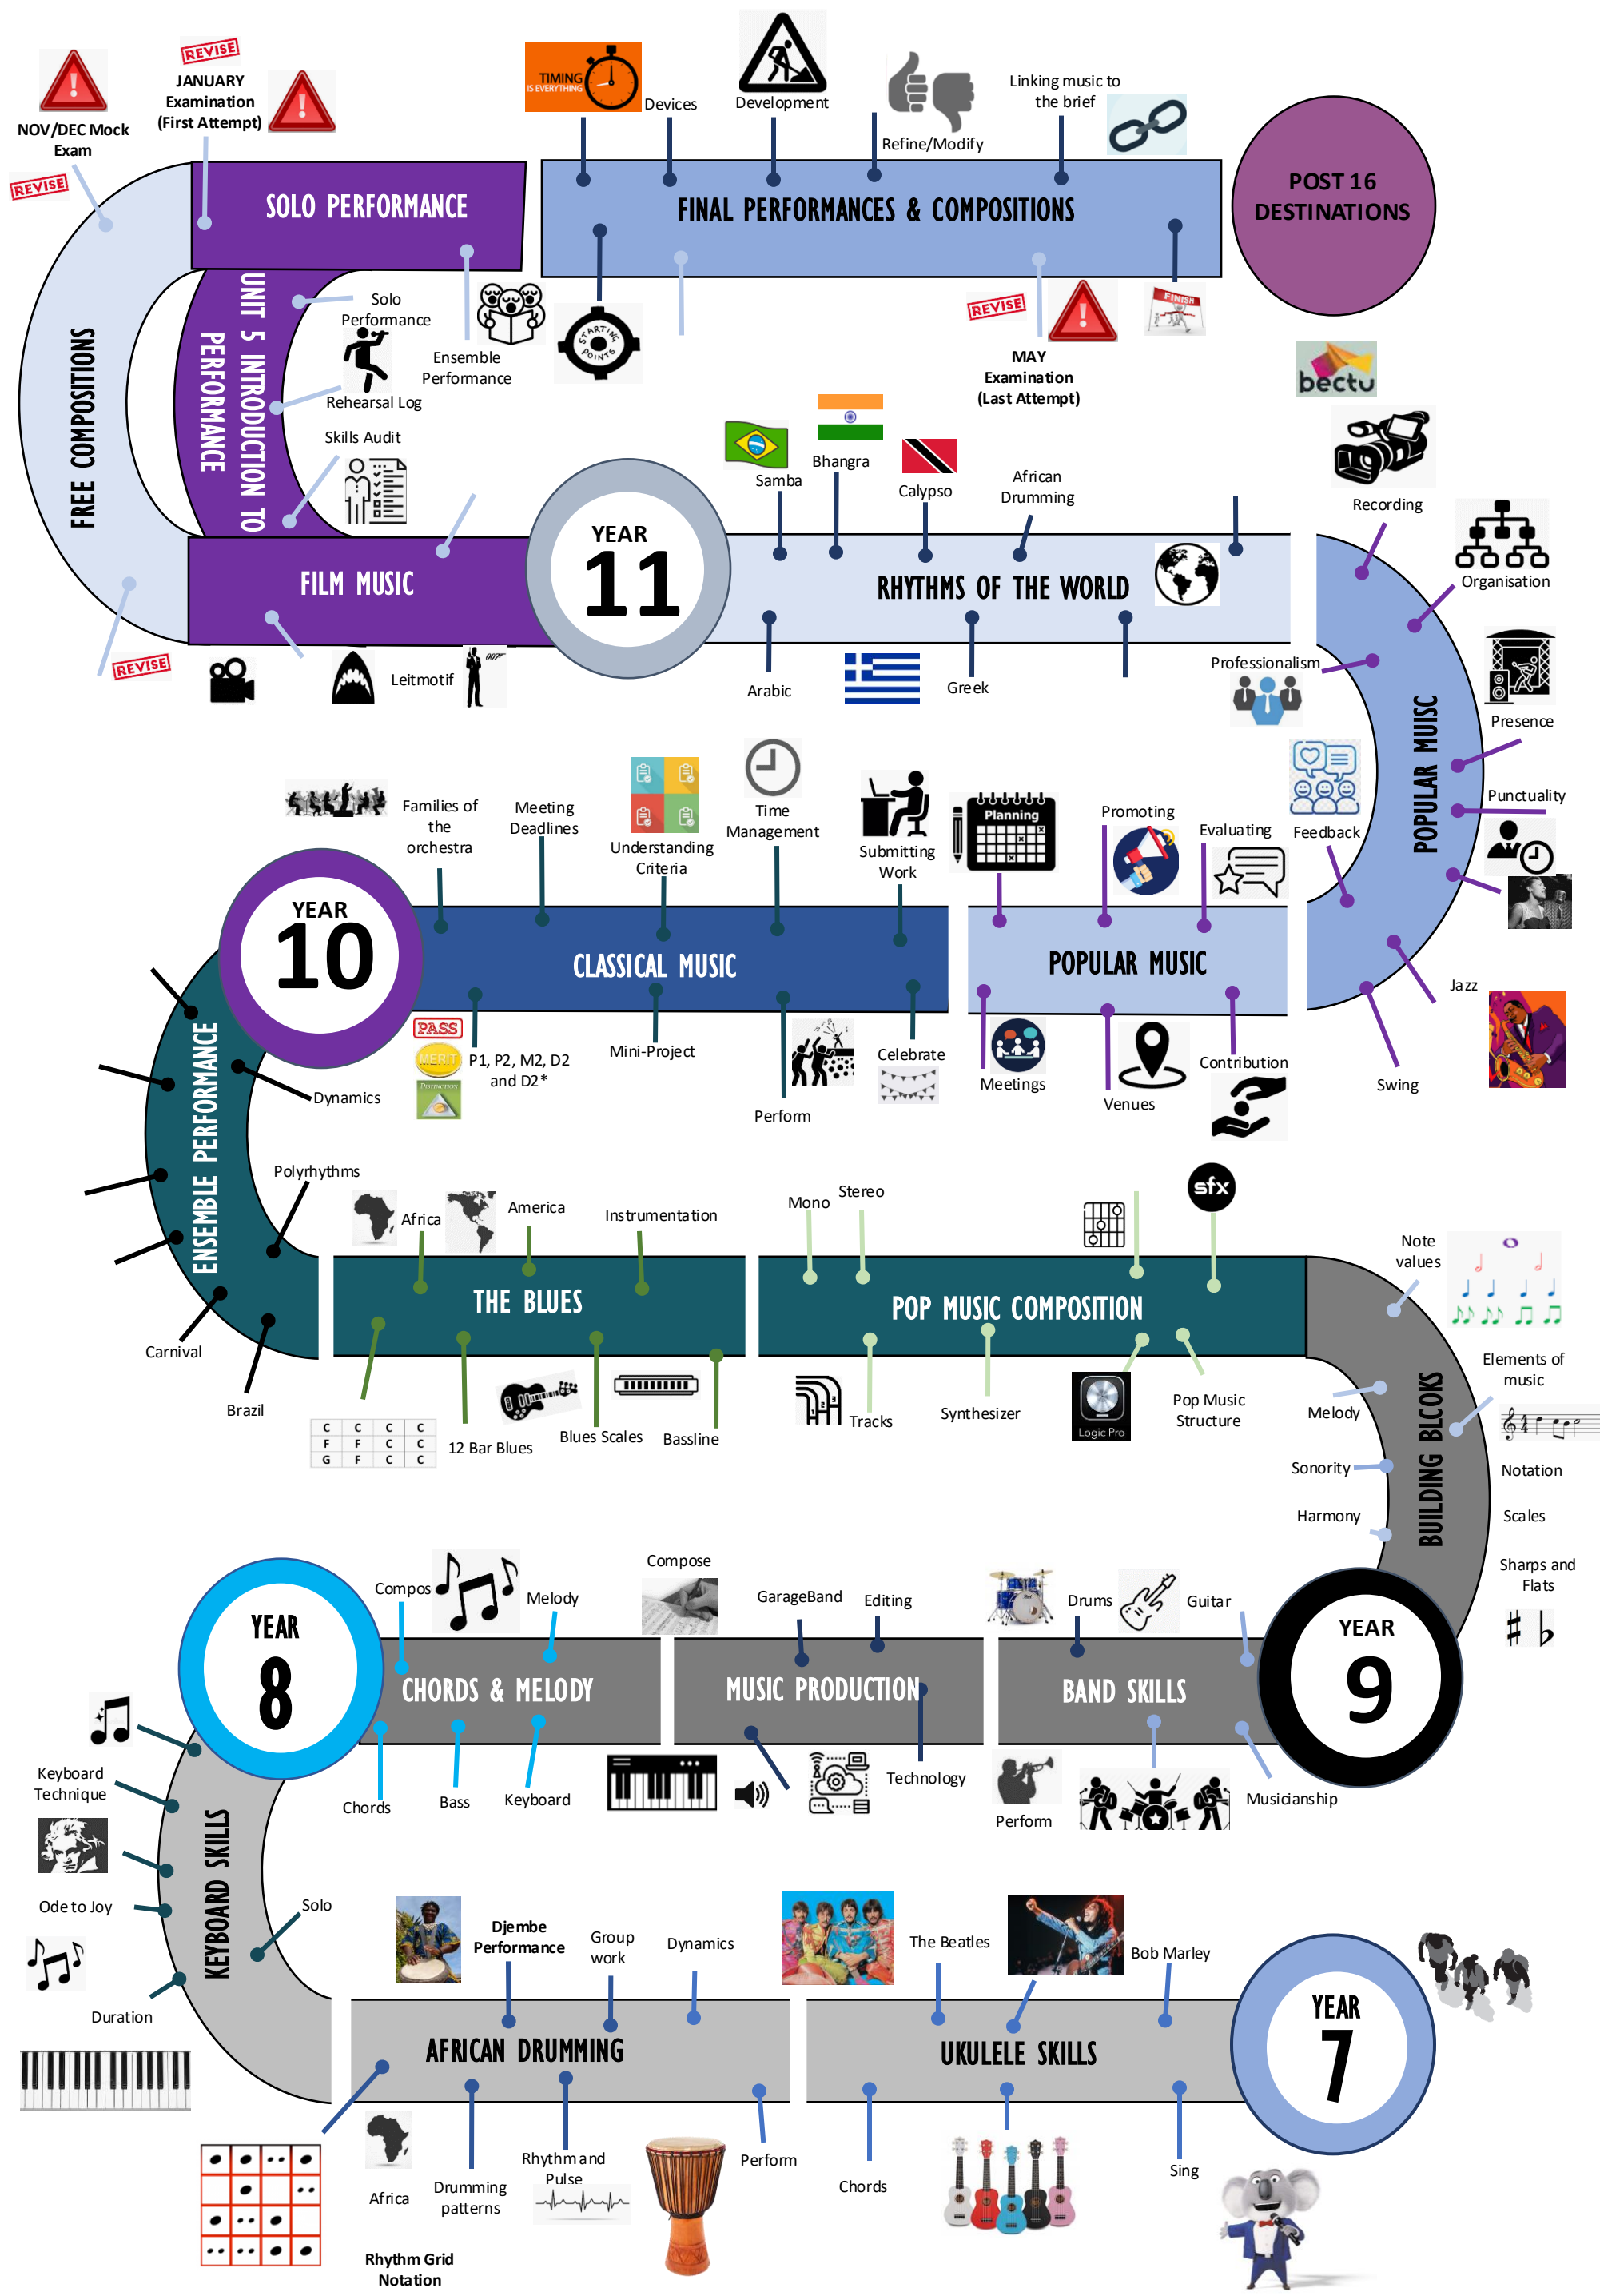 REVISE
JANUARY
Examination
(First Attempt)
NOV/DEC Mock
Exam
REVISE
TIMING
IS EVERYTHING
Devices
Development
Refine/Modify
Linking music to
the brief
POST 16
DESTINATIONS
SOLO PERFORMANCE
FINAL PERFORMANCES & COMPOSITIONS
FREE COMPOSITIONS
UNIT 5 INTRODUCTION TO
PERFORMANCE
Solo
Performance
Ensemble
Performance
Rehearsal Log
Skills Audit
STARTING
POINTS
REVISE
MAY
Examination
(Last Attempt)
FINISH
bectu
Samba
Bhangra
Calypso
African
Drumming
Recording
Organisation
FILM MUSIC
YEAR
11
RHYTHMS OF THE WORLD
REVISE
Leitmotif
007
Arabic
Greek
Professionalism
Presence
POPULAR MUISC
Punctuality
Feedback
Families of
the
orchestra
Meeting
Deadlines
Understanding
Criteria
Time
Management
Submitting
Work
Planning
Promoting
Evaluating
YEAR
10
CLASSICAL MUSIC
POPULAR MUSIC
Jazz
Swing
PASS
MERIT
DISTINCTION
P1, P2, M2, D2
and D2*
Mini-Project
Perform
Celebrate
Meetings
Venues
Contribution
ENSEMBLE PERFORMANCE
Dynamics
Polyrhythms
Carnival
Brazil
Africa
America
Instrumentation
Mono
Stereo
sfx
THE BLUES
POP MUSIC COMPOSITION
C C C C
F F C C
G F C C
12 Bar Blues
Blues Scales
Bassline
1 2 3
Tracks
Synthesizer
Logic Pro
Pop Music
Structure
Note
values
Elements of
music
Melody
BUILDING BLCOKS
Sonority
Notation
Harmony
Scales
Sharps and
Flats
YEAR
8
Compos
Melody
Compose
GarageBand
Editing
Drums
Guitar
YEAR
9
CHORDS & MELODY
MUSIC PRODUCTION
BAND SKILLS
Chords
Bass
Keyboard
Technology
Perform
Musicianship
Keyboard
Technique
KEYBOARD SKILLS
Ode to Joy
Solo
Duration
Djembe
Performance
Group
work
Dynamics
The Beatles
Bob Marley
AFRICAN DRUMMING
UKULELE SKILLS
YEAR
7
Africa
Drumming
patterns
Rhythm and
Pulse
Perform
Chords
Sing
Rhythm Grid
Notation